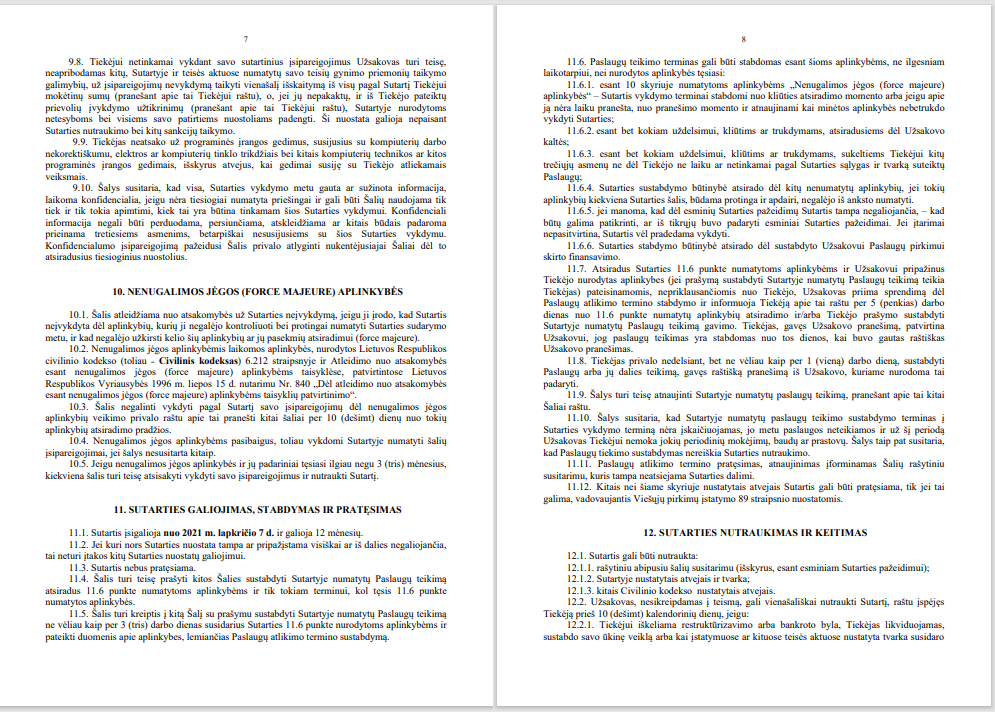 7
9.8. Tiekėjui netinkamai vykdant savo sutartinius įsipareigojimus Užsakovas turi teisę,
neapribodamas kitų, Sutartyje ir teisės aktuose numatytų savo teisių gynimo priemonių taikymo
galimybių, už įsipareigojimų nevykdymą taikyti vienašalį išskaitymą iš visų pagal Sutartį Tiekėjui
mokėtinų sumų (pranešant apie tai Tiekėjui raštu), o, jei jų nepakaktų, ir iš Tiekėjo pateiktų
prievolių įvykdymo užtikrinimų (pranešant apie tai Tiekėjui raštu), Sutartyje nurodytoms
netesyboms bei visiems savo patirtiems nuostoliams padengti. Ši nuostata galioja nepaisant
Sutarties nutraukimo bei kitų sankcijų taikymo.
9.9. Tiekėjas neatsako už programinės įrangos gedimus, susijusius su kompiuterių darbo
nekorektiškumu, elektros ar kompiuterių tinklo trikdžiais bei kitais kompiuterių technikos ar kitos
programinės įrangos gedimais, išskyrus atvejus, kai gedimai susiję su Tiekėjo atliekamais
veiksmais.
9.10. Šalys susitaria, kad visa, Sutarties vykdymo metu gauta ar sužinota informacija,
laikoma konfidencialia, jeigu nėra tiesiogiai numatyta priešingai ir gali būti Šalių naudojama tik
tiek ir tik tokia apimtimi, kiek tai yra būtina tinkamam šios Sutarties vykdymui. Konfidenciali
informacija negali būti perduodama, persiunčiama, atskleidžiama ar kitais būdais padaroma
prieinama tretiesiems asmenims, betarpiškai nesusijusiems su šios Sutarties vykdymu.
Konfidencialumo įsipareigojimą pažeidusi Šalis privalo atlyginti nukentėjusiajai Šaliai dėl to
atsiradusius tiesioginius nuostolius.
10. NENUGALIMOS JĖGOS (FORCE MAJEURE) APLINKYBĖS
10.1. Šalis atleidžiama nuo atsakomybės už Sutarties neįvykdymą, jeigu ji įrodo, kad Sutartis
neįvykdyta dėl aplinkybių, kurių ji negalėjo kontroliuoti bei protingai numatyti Sutarties sudarymo
metu, ir kad negalėjo užkirsti kelio šių aplinkybių ar jų pasekmių atsiradimui (force majeure).
10.2. Nenugalimos jėgos aplinkybėmis laikomos aplinkybės, nurodytos Lietuvos Respublikos
civilinio kodekso (toliau - Civilinis kodeksas) 6.212 straipsnyje ir Atleidimo nuo atsakomybės
esant nenugalimos jėgos (force majeure) aplinkybėms taisyklėse, patvirtintose Lietuvos
Respublikos Vyriausybės 1996 m. liepos 15 d. nutarimu Nr. 840 „Dėl atleidimo nuo atsakomybės
esant nenugalimos jėgos (force majeure) aplinkybėms taisyklių patvirtinimo“.
10.3. Šalis negalinti vykdyti pagal Sutartį savo įsipareigojimų dėl nenugalimos jėgos
aplinkybių veikimo privalo raštu apie tai pranešti kitai šaliai per 10 (dešimt) dienų nuo tokių
aplinkybių atsiradimo pradžios.
10.4. Nenugalimos jėgos aplinkybėms pasibaigus, toliau vykdomi Sutartyje numatyti šalių
įsipareigojimai, jei šalys nesusitarta kitaip.
10.5. Jeigu nenugalimos jėgos aplinkybės ir jų padariniai tęsiasi ilgiau negu 3 (tris) mėnesius,
kiekviena šalis turi teisę atsisakyti vykdyti savo įsipareigojimus ir nutraukti Sutartį.
11. SUTARTIES GALIOJIMAS, STABDYMAS IR PRATĘSIMAS
11.1. Sutartis įsigalioja nuo 2021 m. lapkričio 7 d. ir galioja 12 mėnesių.
11.2. Jei kuri nors Sutarties nuostata tampa ar pripažįstama visiškai ar iš dalies negaliojančia,
tai neturi įtakos kitų Sutarties nuostatų galiojimui.
11.3. Sutartis nebus pratęsiama.
11.4. Šalis turi teisę prašyti kitos Šalies sustabdyti Sutartyje numatytų Paslaugų teikimą
atsiradus 11.6 punkte numatytoms aplinkybėms ir tik tokiam terminui, kol tęsis 11.6 punkte
numatytos aplinkybės.
11.5. Šalis turi kreiptis į kitą Šalį su prašymu sustabdyti Sutartyje numatytų Paslaugų teikimą
ne vėliau kaip per 3 (tris) darbo dienas susidarius Sutarties 11.6 punkte nurodytoms aplinkybėms ir
pateikti duomenis apie aplinkybes, lemiančias Paslaugų atlikimo termino sustabdymą.
8
11.6. Paslaugų teikimo terminas gali būti stabdomas esant šioms aplinkybėms, ne ilgesniam
laikotarpiui, nei nurodytos aplinkybės tęsiasi:
11.6.1. esant 10 skyriuje numatytoms aplinkybėms „Nenugalimos jėgos (force majeure)
aplinkybės“ – Sutartis vykdymo terminai stabdomi nuo kliūties atsiradimo momento arba jeigu apie
ją nėra laiku pranešta, nuo pranešimo momento ir atnaujinami kai minėtos aplinkybės nebetrukdo
vykdyti Sutarties;
11.6.2. esant bet kokiam uždelsimui, kliūtims ar trukdymams, atsiradusiems dėl Užsakovo
kaltės;
11.6.3. esant bet kokiam uždelsimui, kliūtims ar trukdymams, sukeltiems Tiekėjui kitų
trečiųjų asmenų ne dėl Tiekėjo ne laiku ar netinkamai pagal Sutarties sąlygas ir tvarką suteiktų
Paslaugų;
11.6.4. Sutarties sustabdymo būtinybė atsirado dėl kitų nenumatytų aplinkybių, jei tokių
aplinkybių kiekviena Sutarties šalis, būdama protinga ir apdairi, negalėjo iš anksto numatyti.
11.6.5. jei manoma, kad dėl esminių Sutarties pažeidimų Sutartis tampa negaliojančia, – kad
būtų galima patikrinti, ar iš tikrųjų buvo padaryti esminiai Sutarties pažeidimai. Jei įtarimai
nepasitvirtina, Sutartis vėl pradedama vykdyti.
11.6.6. Sutarties stabdymo būtinybė atsirado dėl sustabdyto Užsakovui Paslaugų pirkimui
skirto finansavimo.
11.7. Atsiradus Sutarties 11.6 punkte numatytoms aplinkybėms ir Užsakovui pripažinus
Tiekėjo nurodytas aplinkybes (jei prašymą sustabdyti Sutartyje numatytų Paslaugų teikimą teikia
Tiekėjas) pateisinamomis, nepriklausančiomis nuo Tiekėjo, Užsakovas priima sprendimą dėl
Paslaugų atlikimo termino stabdymo ir informuoja Tiekėją apie tai raštu per 5 (penkias) darbo
dienas nuo 11.6 punkte numatytų aplinkybių atsiradimo ir/arba Tiekėjo prašymo sustabdyti
Sutartyje numatytų Paslaugų teikimą gavimo. Tiekėjas, gavęs Užsakovo pranešimą, patvirtina
Užsakovui, jog paslaugų teikimas yra stabdomas nuo tos dienos, kai buvo gautas raštiškas
Užsakovo pranešimas.
11.8. Tiekėjas privalo nedelsiant, bet ne vėliau kaip per 1 (vieną) darbo dieną, sustabdyti
Paslaugų arba jų dalies teikimą, gavęs raštišką pranešimą iš Užsakovo, kuriame nurodoma tai
padaryti.
11.9. Šalys turi teisę atnaujinti Sutartyje numatytų Paslaugų teikimą, pranešant apie tai kitai
Šaliai raštu.
11.10. Šalys susitaria, kad Sutartyje numatytų paslaugų teikimo sustabdymo terminas į
Sutarties vykdymo terminą nėra įskaičiuojamas, jo metu paslaugos neteikiamos ir už šį periodą
Užsakovas Tiekėjui nemoka jokių periodinių mokėjimų, baudų ar prastovų. Šalys taip pat susitaria,
kad Paslaugų tiekimo sustabdymas nereiškia Sutarties nutraukimo.
11.11. Paslaugų atlikimo termino pratęsimas, atnaujinimas įforminamas Šalių rašytiniu
susitarimu, kuris tampa neatsiejama Sutarties dalimi.
11.12. Kitais nei šiame skyriuje nustatytais atvejais Sutartis gali būti pratęsiama, tik jei tai
galima, vadovaujantis Viešųjų pirkimų įstatymo 89 straipsnio nuostatomis.
12. SUTARTIES NUTRAUKIMAS IR KEITIMAS
12.1. Sutartis gali būti nutraukta:
12.1.1. rašytiniu abipusiu šalių susitarimu (išskyrus, esant esminiam Sutarties pažeidimui);
12.1.2. Sutartyje nustatytais atvejais ir tvarka;
12.1.3. kitais Civilinio kodekso nustatytais atvejais.
12.2. Užsakovas, nesikreipdamas į teismą, gali vienašališkai nutraukti Sutartį, raštu įspėjęs
Tiekėją prieš 10 (dešimt) kalendorinių dienų, jeigu:
12.2.1. Tiekėjui iškeliama restruktūrizavimo arba bankroto byla, Tiekėjas likviduojamas,
sustabdo savo ūkinę veiklą arba kai įstatymuose ar kituose teisės aktuose nustatyta tvarka susidaro